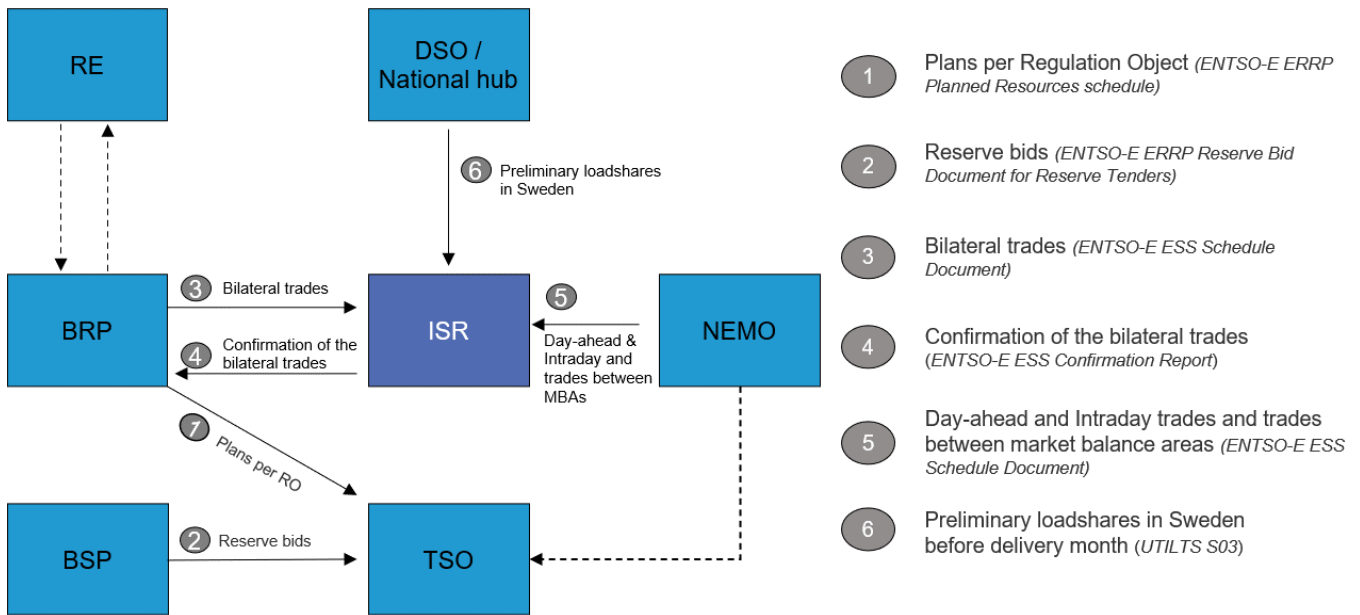 RE
DSO /
National hub
6
Preliminary loadshares
in Sweden
BRP
3
Bilateral trades
4
Confirmation of the
bilateral trades
ISR
5
Day-ahead &
Intraday and
trades between
MBAs
NEMO
1
Plans per RO
BSP
2
Reserve bids
TSO
1
Plans per Regulation Object (ENTSO-E ERRP
Planned Resources schedule)
2
Reserve bids (ENTSO-E ERRP Reserve Bid
Document for Reserve Tenders)
3
Bilateral trades (ENTSO-E ESS Schedule
Document)
4
Confirmation of the bilateral trades
(ENTSO-E ESS Confirmation Report)
5
Day-ahead and Intraday trades and trades
between market balance areas (ENTSO-E ESS
Schedule Document)
6
Preliminary loadshares in Sweden
before delivery month (UTILTS S03)